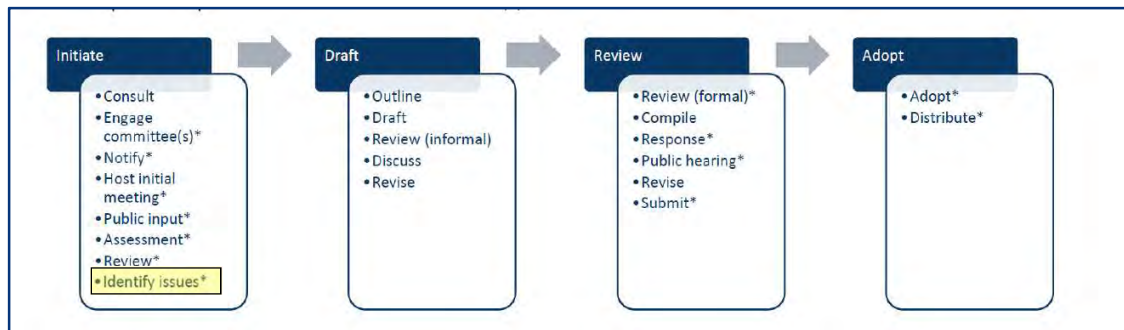 Initiate
• Consult
• Engage
committee(s)*
• Notify*
• Host initial
meeting*
• Public input*
• Assessment*
• Review*
• Identify issues*
Draft
• Outline
• Draft
• Review (informal)
• Discuss
• Revise
Review
• Review (formal)*
• Compile
• Response*
• Public hearing*
• Revise
• Submit*
Adopt
• Adopt*
• Distribute*